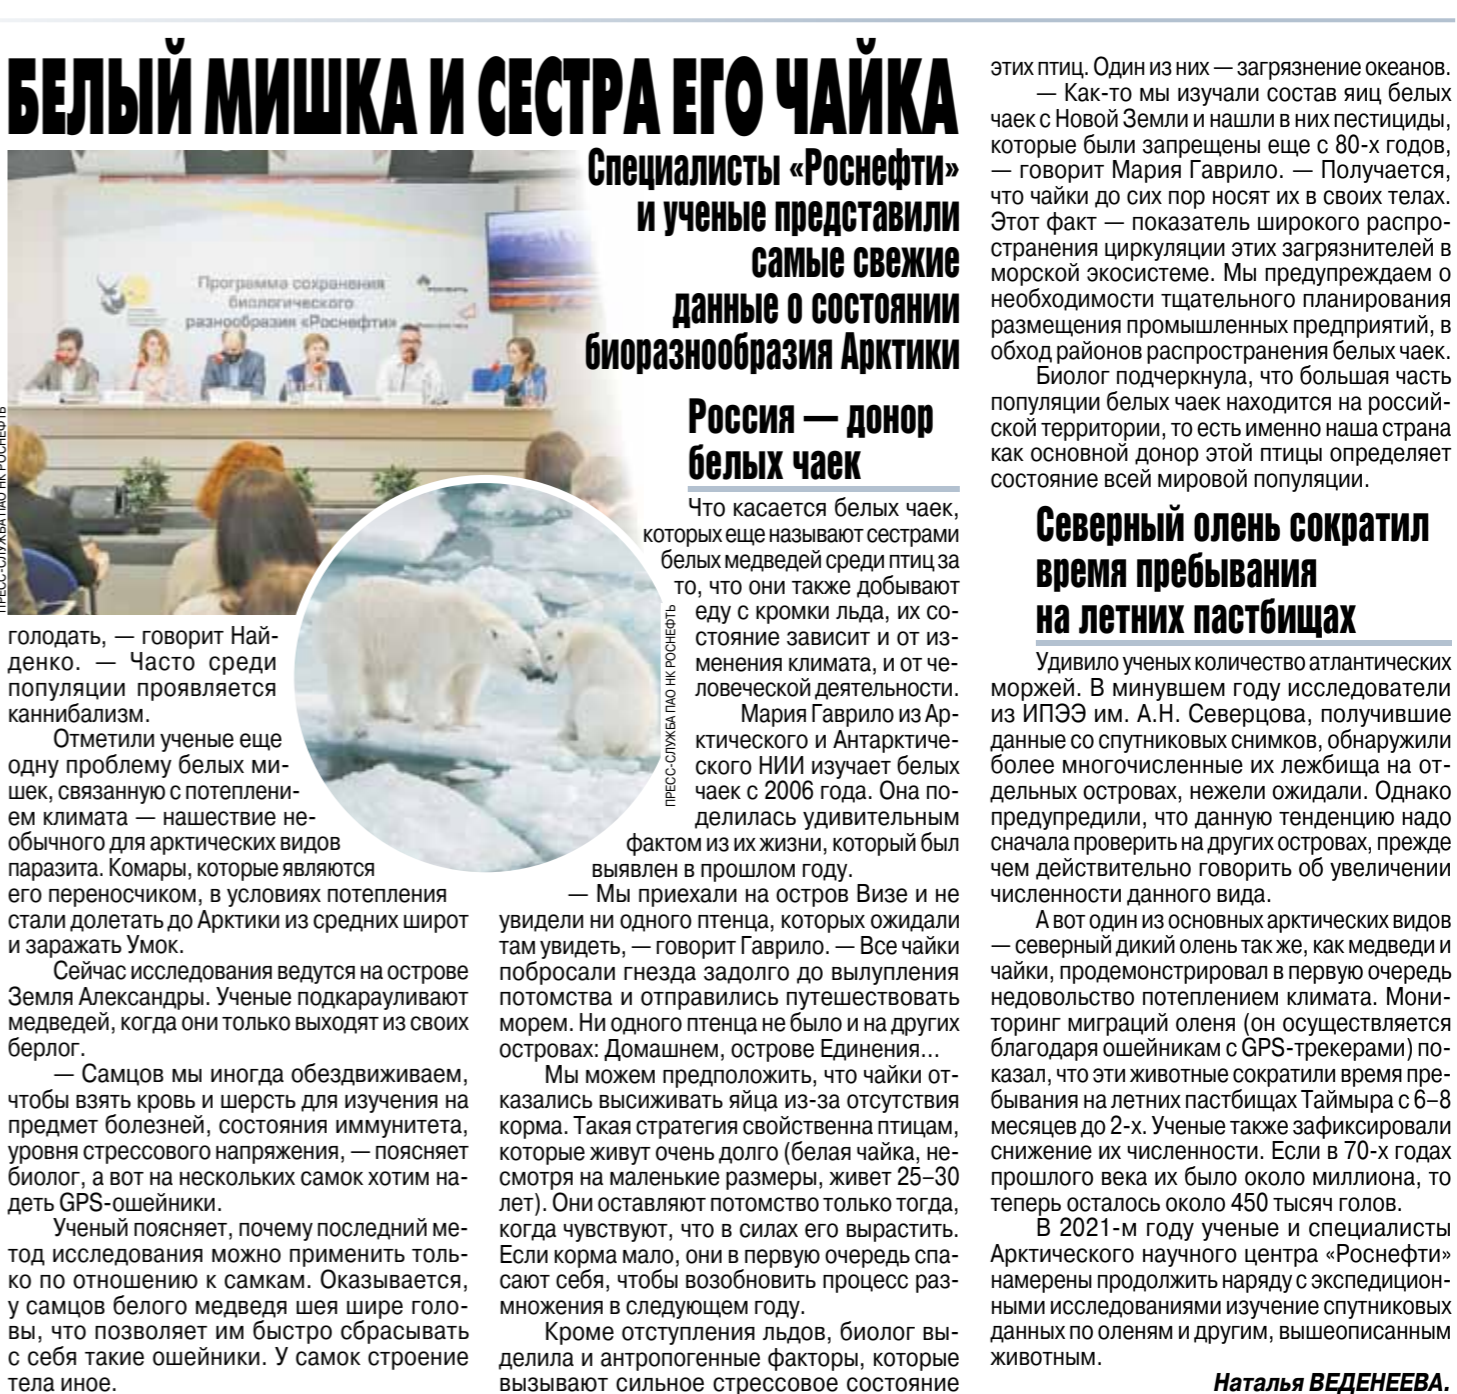 БЕЛЫЙ МИШКА И СЕСТРА ЕГО ЧАЙКА
Специалисты «Роснефти»
и ученые представили
самые свежие
данные о состоянии
биоразнообразия Арктики
Программа сохранения
биологического
разнообразия «Роснефти»
РОСНЕФТЬ
ПРЕСС-СЛУЖБА ПАО НК РОСНЕФТЬ
голодать, — говорит Най-
денко. — Часто среди
популяции проявляется
каннибализм.
Отметили ученые еще
одну проблему белых ми-
шек, связанную с потеплени-
ем климата — нашествие не-
обычного для арктических видов
паразита. Комары, которые являются
его переносчиком, в условиях потепления
стали долетать до Арктики из средних широт
и заражать Умок.
Сейчас исследования ведутся на острове
Земля Александры. Ученые подкарауливают
медведей, когда они только выходят из своих
берлог.
— Самцов мы иногда обездвиживаем,
чтобы взять кровь и шерсть для изучения на
предмет болезней, состояния иммунитета,
уровня стрессового напряжения, — поясняет
биолог, а вот на нескольких самок хотим на-
деть GPS-ошейники.
Ученый поясняет, почему последний ме-
тод исследования можно применить толь-
ко по отношению к самкам. Оказывается,
у самцов белого медведя шея шире голо-
вы, что позволяет им быстро сбрасывать
с себя такие ошейники. У самок строение
тела иное.
ПРЕСС-СЛУЖБА ПАО НК РОСНЕФТЬ
Россия — донор
белых чаек
Что касается белых чаек,
которых еще называют сестрами
белых медведей среди птиц за
то, что они также добывают
еду с кромки льда, их со-
стояние зависит и от из-
менения климата, и от че-
ловеческой деятельности.
Мария Гаврило из Ар-
ктического и Антарктиче-
ского НИИ изучает белых
чаек с 2006 года. Она по-
делилась удивительным
фактом из их жизни, который был
выявлен в прошлом году.
— Мы приехали на остров Визе и не
увидели ни одного птенца, которых ожидали
там увидеть, — говорит Гаврило. — Все чайки
побросали гнезда задолго до вылупления
потомства и отправились путешествовать
морем. Ни одного птенца не было и на других
островах: Домашнем, острове Единения...
Мы можем предположить, что чайки от-
казались высиживать яйца из-за отсутствия
корма. Такая стратегия свойственна птицам,
которые живут очень долго (белая чайка, не-
смотря на маленькие размеры, живет 25–30
лет). Они оставляют потомство только тогда,
когда чувствуют, что в силах его вырастить.
Если корма мало, они в первую очередь спа-
сают себя, чтобы возобновить процесс раз-
множения в следующем году.
Кроме отступления льдов, биолог вы-
делила и антропогенные факторы, которые
вызывают сильное стрессовое состояние
этих птиц. Один из них — загрязнение океанов.
— Как-то мы изучали состав яиц белых
чаек с Новой Земли и нашли в них пестициды,
которые были запрещены еще с 80-х годов,
— говорит Мария Гаврило. — Получается,
что чайки до сих пор носят их в своих телах.
Этот факт — показатель широкого распро-
странения циркуляции этих загрязнителей в
морской экосистеме. Мы предупреждаем о
необходимости тщательного планирования
размещения промышленных предприятий, в
обход районов распространения белых чаек.
Биолог подчеркнула, что большая часть
популяции белых чаек находится на россий-
ской территории, то есть именно наша страна
как основной донор этой птицы определяет
состояние всей мировой популяции.
Северный олень сократил
время пребывания
на летних пастбищах
Удивило ученых количество атлантических
моржей. В минувшем году исследователи
из ИПЭЭ им. А.Н. Северцова, получившие
данные со спутниковых снимков, обнаружили
более многочисленные их лежбища на от-
дельных островах, нежели ожидали. Однако
предупредили, что данную тенденцию надо
сначала проверить на других островах, прежде
чем действительно говорить об увеличении
численности данного вида.
А вот один из основных арктических видов
— северный дикий олень так же, как медведи и
чайки, продемонстрировал в первую очередь
недовольство потеплением климата. Мони-
торинг миграций оленя (он осуществляется
благодаря ошейникам с GPS-трекерами) по-
казал, что эти животные сократили время пре-
бывания на летних пастбищах Таймыра с 6–8
месяцев до 2-х. Ученые также зафиксировали
снижение их численности. Если в 70-х годах
прошлого века их было около миллиона, то
теперь осталось около 450 тысяч голов.
В 2021-м году ученые и специалисты
Арктического научного центра «Роснефти»
намерены продолжить наряду с экспедицион-
ными исследованиями изучение спутниковых
данных по оленям и другим, вышеописанным
животным.
Наталья ВЕДЕНЕЕВА.